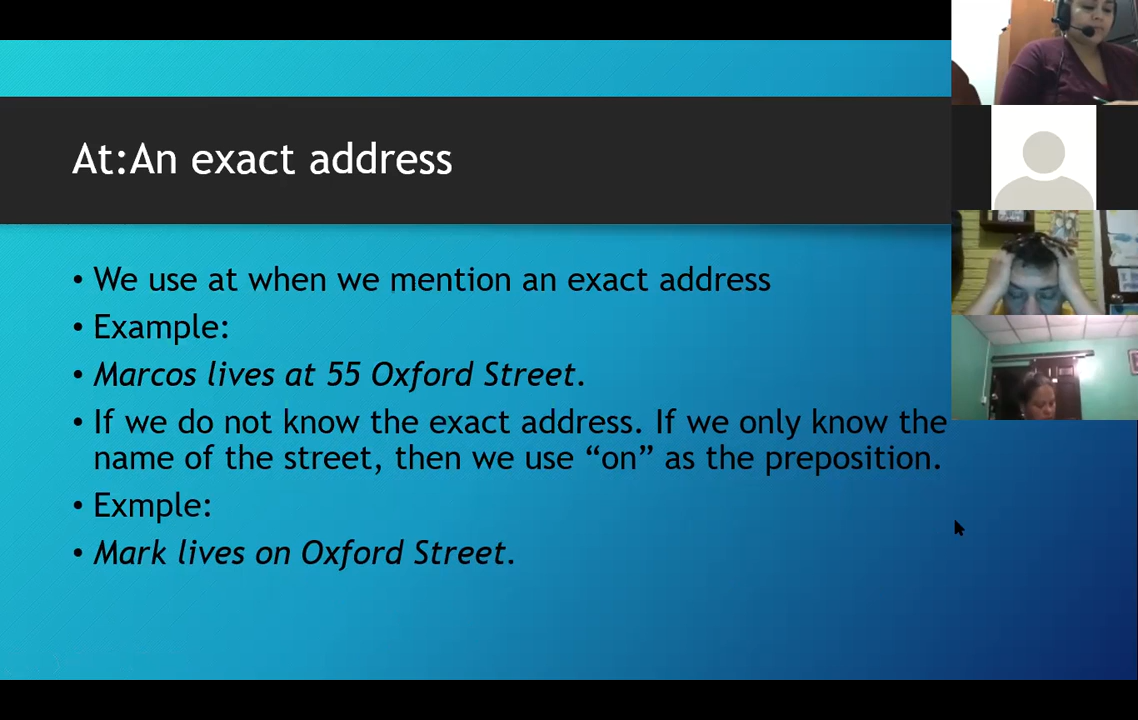 At:An exact address
• We use at when we mention an exact address
• Example:
• Marcos lives at 55 Oxford Street.
• If we do not know the exact address. If we only know the
name of the street, then we use “on” as the preposition.
• Exmple:
• Mark lives on Oxford Street.